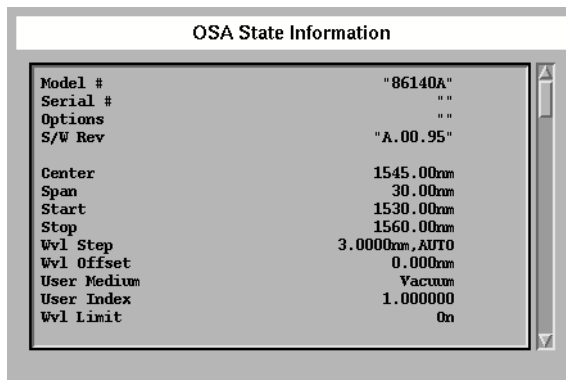 OSA State Information
Model # "86140A"
Serial # ""
Options ""
S/W Rev "A.00.95"
Center 1545.00nm
Span 30.00nm
Start 1530.00nm
Stop 1560.00nm
Wvl Step 3.0000nm,AUTO
Wvl Offset 0.000nm
User Medium Vacuum
User Index 1.000000
Wvl Limit On